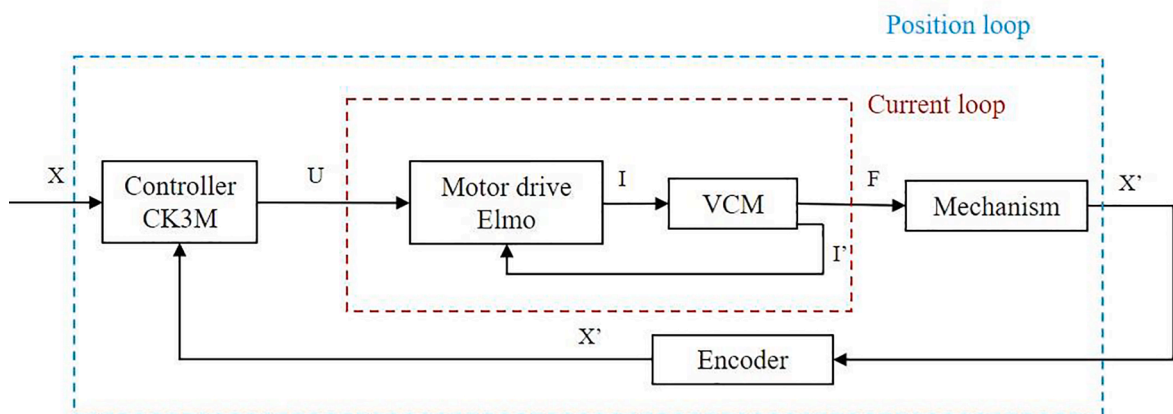 Position loop
Current loop
X
Controller
CK3M
U
Motor drive
Elmo
I
VCM
F
Mechanism
X’
I’
X’
Encoder